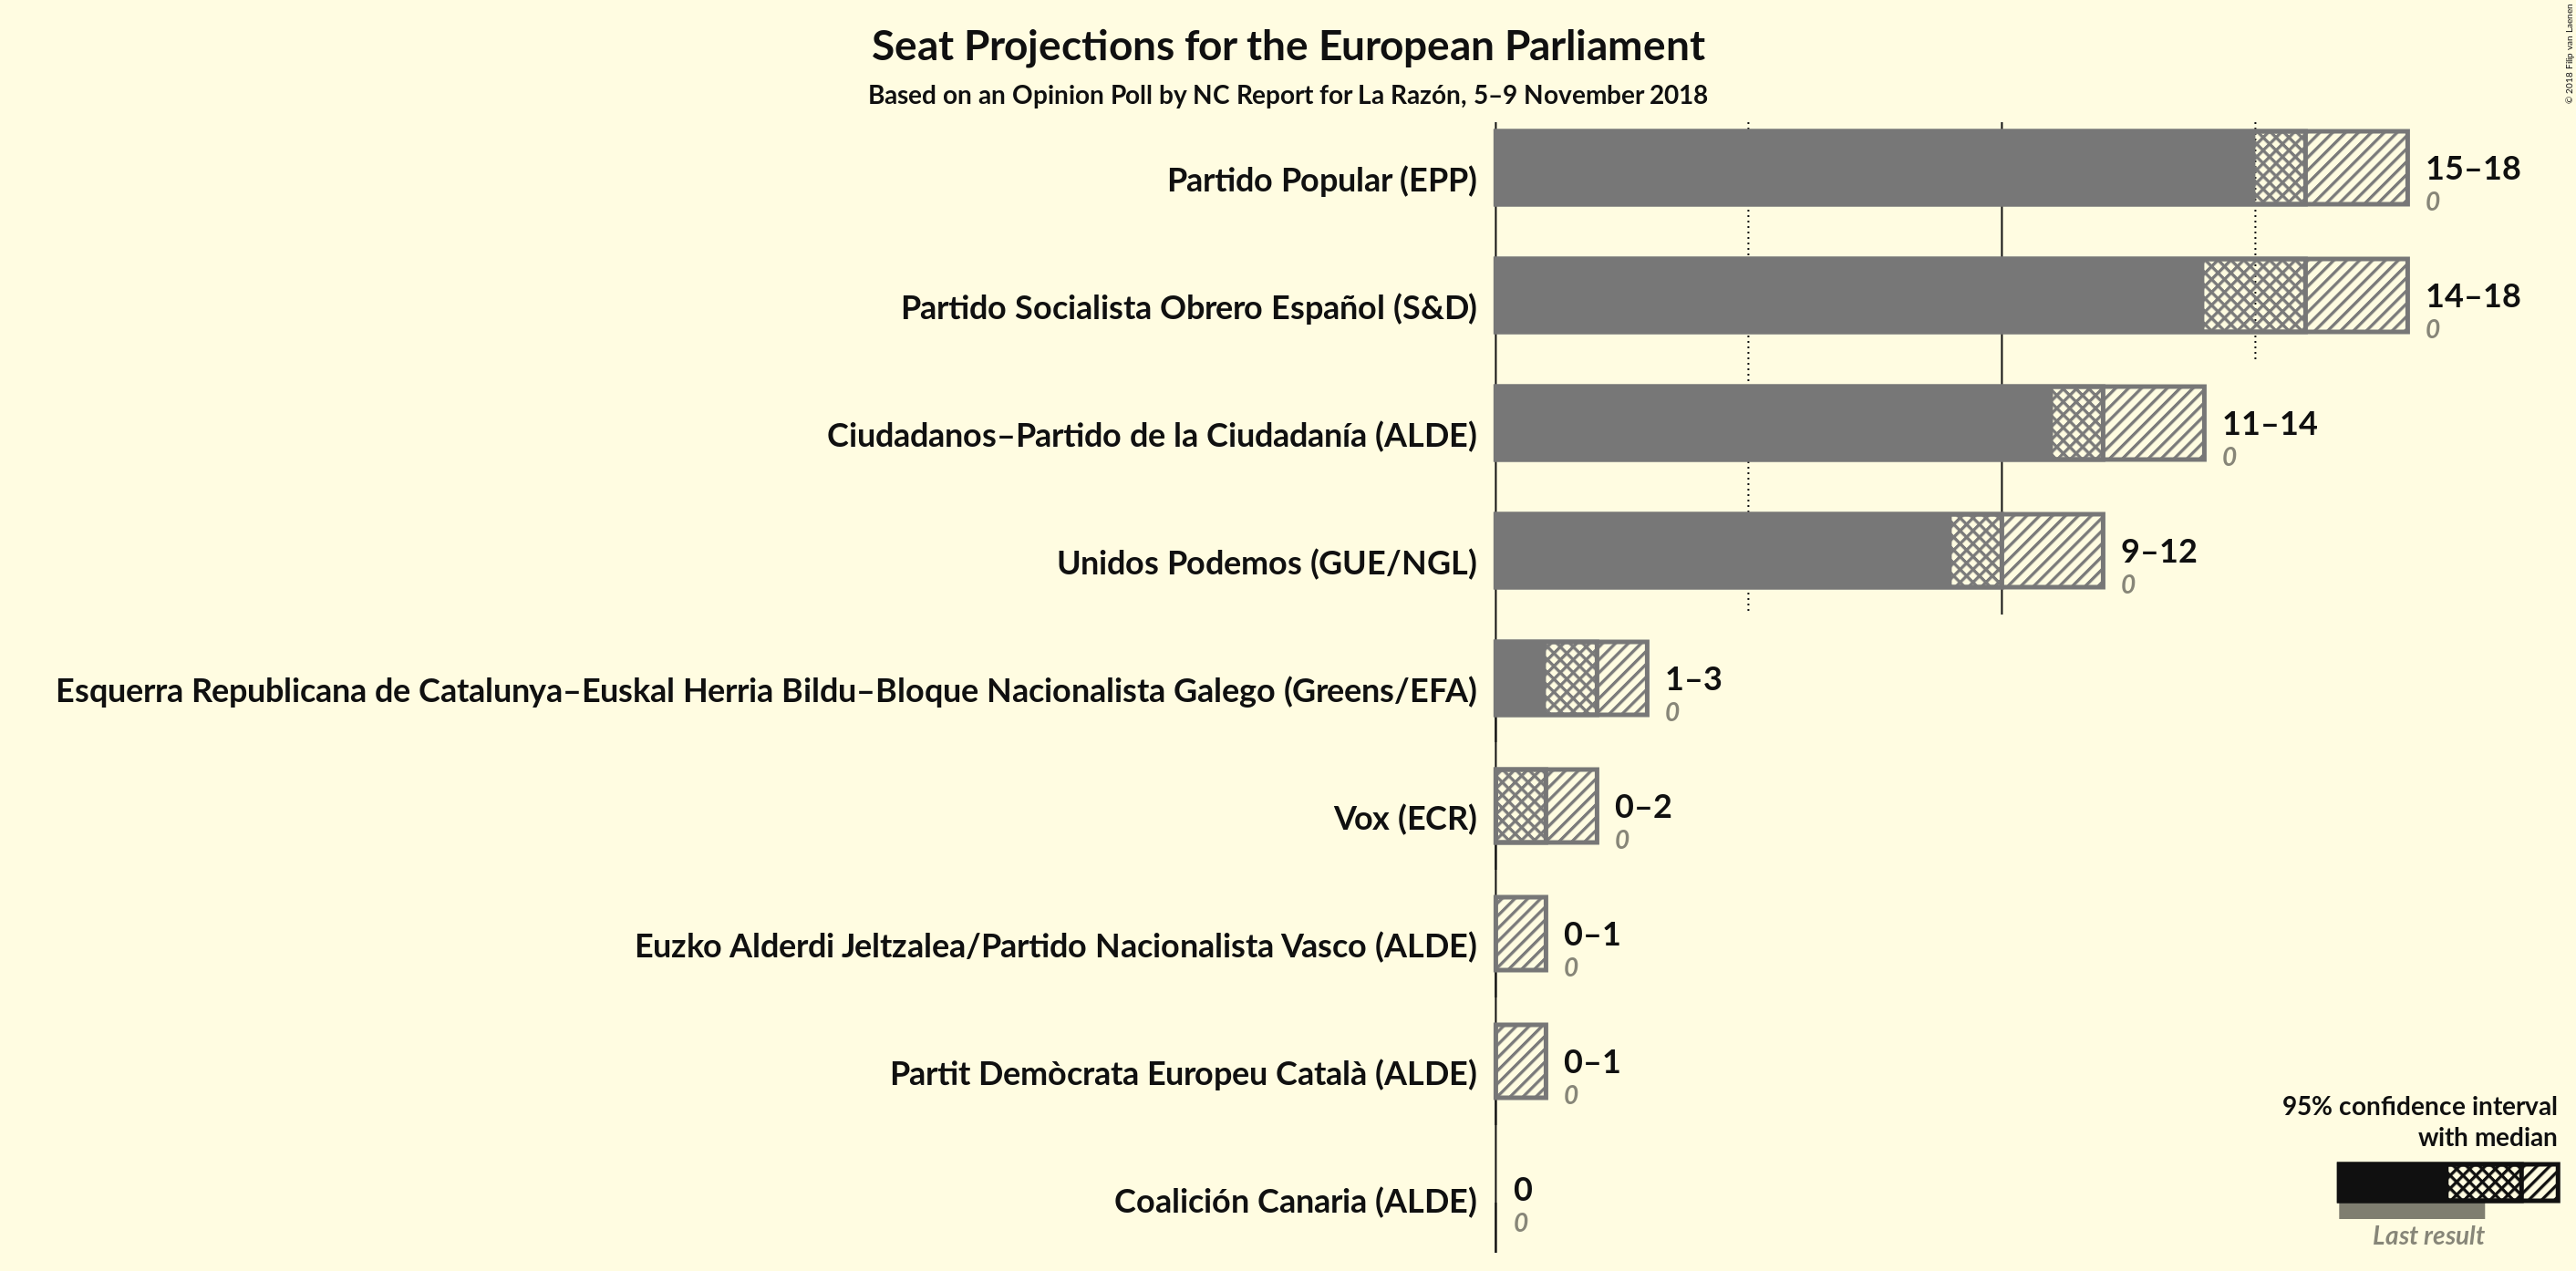 Seat Projections for the European Parliament
Based on an Opinion Poll by NC Report for La Razón, 5–9 November 2018
© 2018 Filip van Laenen
Partido Popular (EPP)
15–18
0
Partido Socialista Obrero Español (S&D)
14–18
0
Ciudadanos–Partido de la Ciudadanía (ALDE)
11–14
0
Unidos Podemos (GUE/NGL)
9–12
0
Esquerra Republicana de Catalunya–Euskal Herria Bildu–Bloque Nacionalista Galego (Greens/EFA)
1–3
0
Vox (ECR)
0–2
0
Euzko Alderdi Jeltzalea/Partido Nacionalista Vasco (ALDE)
0–1
0
Partit Demòcrata Europeu Català (ALDE)
0–1
0
Coalición Canaria (ALDE)
0
0
95% confidence interval
with median
Last result